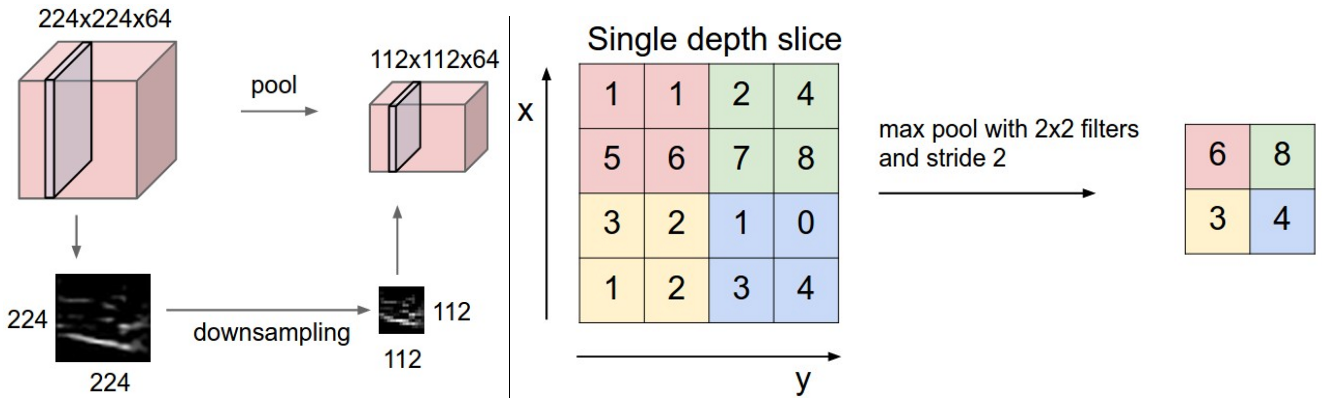 224x224x64
pool
112x112x64
224
224
downsampling
112
112
Single depth slice
x
1 1 2 4
5 6 7 8
3 2 1 0
1 2 3 4
y
max pool with 2x2 filters
and stride 2
6 8
3 4